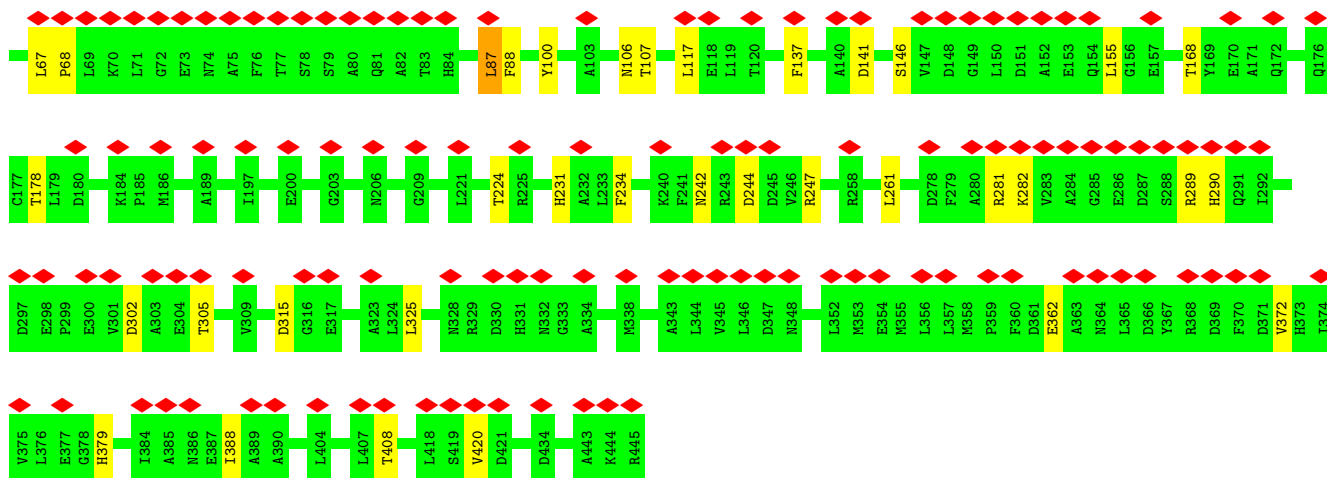 L67 P68 L69 K70 L71 G72 E73 N74 A75 F76 T77 S78 S79 A80 Q81 A82 T83 H84 L87 F88 Y100 A103 N106 T107 L117 E118 L119 T120 F137 A140 D141 S146 V147 D148 G149 L150 D151 A152 E153 Q154 L155 G156 E157 T168 Y169 E170 A171 Q172 Q176
C177 T178 L179 D180 K184 P185 M186 A189 I197 E200 G203 N206 G209 L221 T224 R225 H231 A232 L233 F234 K240 F241 N242 R243 D244 D245 V246 R247 R258 L261 D278 F279 A280 R281 K282 V283 A284 G285 E286 D287 S288 R289 H290 Q291 I292
D297 E298 P299 E300 V301 D302 A303 E304 T305 V309 D315 G316 E317 A323 L324 L325 N328 R329 D330 H331 N332 G333 A334 M338 A343 L344 V345 L346 D347 N348 L352 M353 E354 M355 L356 L357 M358 P359 F360 D361 E362 A363 N364 L365 D366 Y367 R368 D369 F370 D371 V372 H373 I374
V375 L376 E377 G378 H379 I384 A385 N386 E387 I388 A389 A390 L404 L407 T408 L418 S419 V420 D421 D434 A443 K444 R445